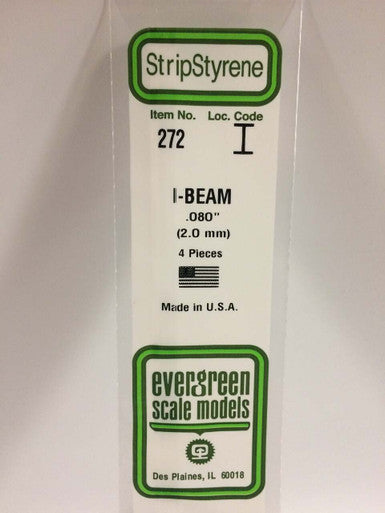 StripStyrene
Item No. Loc. Code
272 I
I-BEAM
.080"
(2.0 mm)
4 Pieces
Made in U.S.A.
evergreen
scale models
Des Plaines, IL 60018